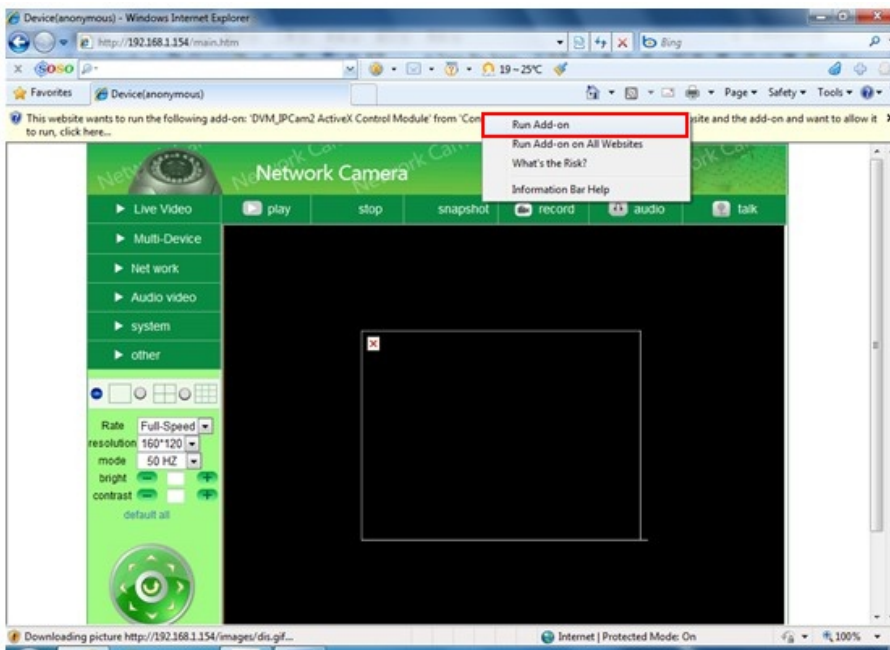 Device(anonymous) - Windows Internet Explorer
http://192.168.1.154/main.htm
Bing
SOSO
19~25℃
Favorites
Device(anonymous)
Page
Safety
Tools
This website wants to run the following add-on: 'DVM_IPCam2 ActiveX Control Module' from
site and the add-on and want to allow it
to run, click here...
Run Add-on
Run Add-on on All Websites
What's the Risk?
Information Bar Help
Network Camera
Live Video
play
stop
snapshot
record
audio
talk
Multi-Device
Net work
Audio video
system
other
Rate Full-Speed
resolution 160*120
mode 50 HZ
bright
contrast
default all
Downloading picture http://192.168.1.154/images/dis.gif...
Internet | Protected Mode: On
100%